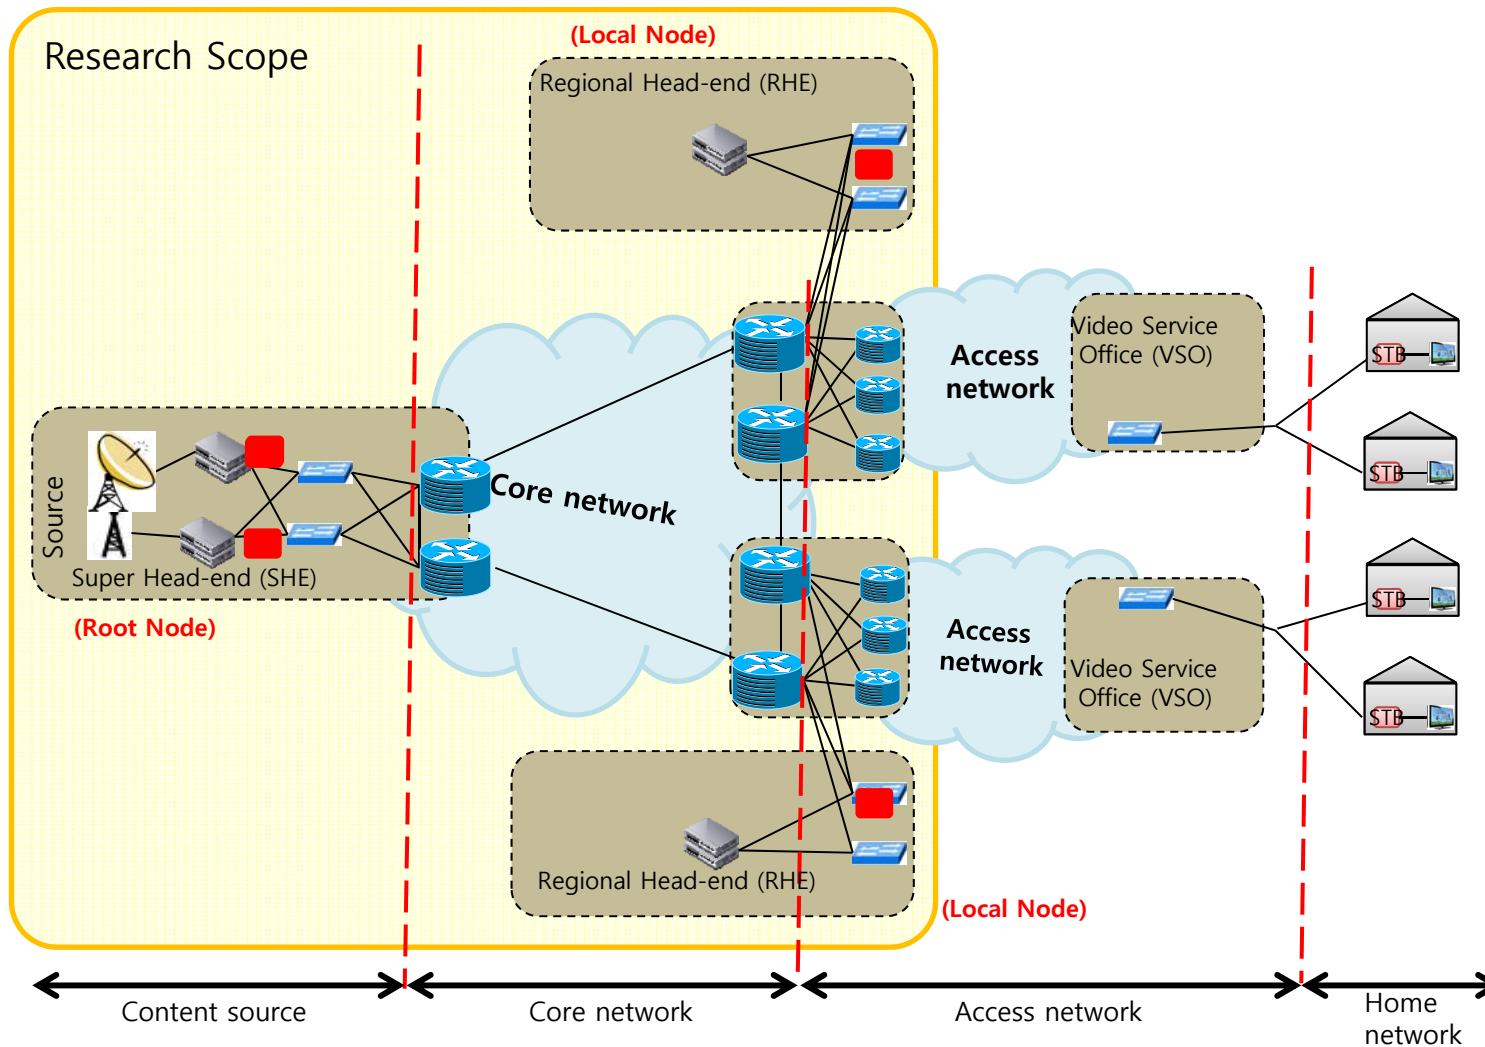 Research Scope
(Local Node)
Regional Head-end (RHE)
Video Service
Office (VSO)
Access
network
STB
STB
Source
Core network
Super Head-end (SHE)
(Root Node)
Access
network
Video Service
Office (VSO)
STB
STB
Regional Head-end (RHE)
(Local Node)
Content source
Core network
Access network
Home
network